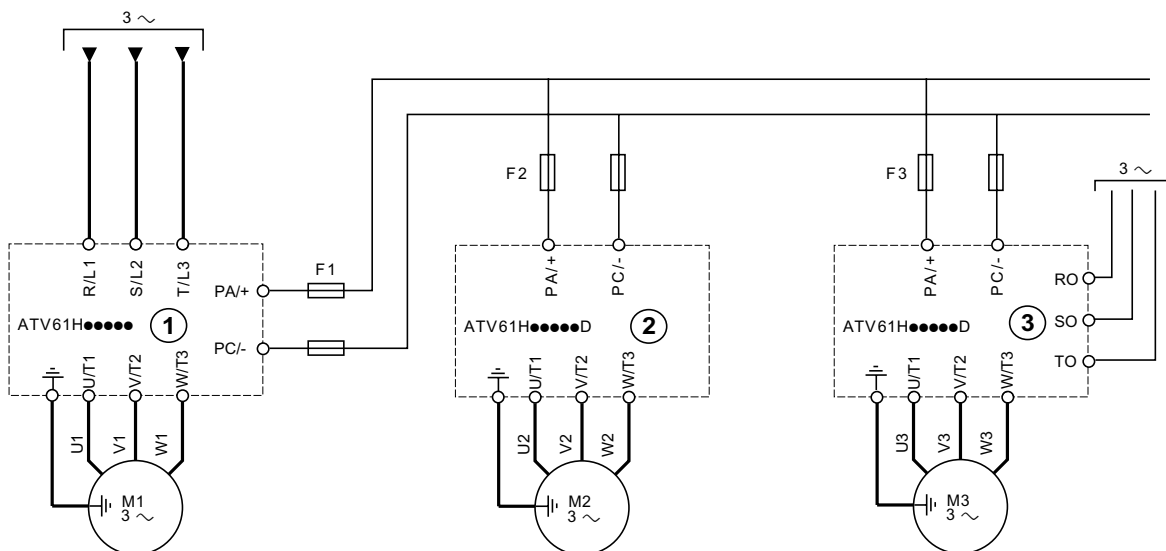 3 ~
F2
F3
3 ~
R/L1
S/L2
T/L3
PA/+
F1
PA/+
PC/-
PA/+
PC/-
RO
ATV61H●●●●●
1
ATV61H●●●●●D
2
ATV61H●●●●●D
3
SO
PC/-
TO
U/T1
V/T2
W/T3
U/T1
V/T2
W/T3
U/T1
V/T2
W/T3
U1
V1
W1
U2
V2
W2
U3
V3
W3
M1
3 ~
M2
3 ~
M3
3 ~